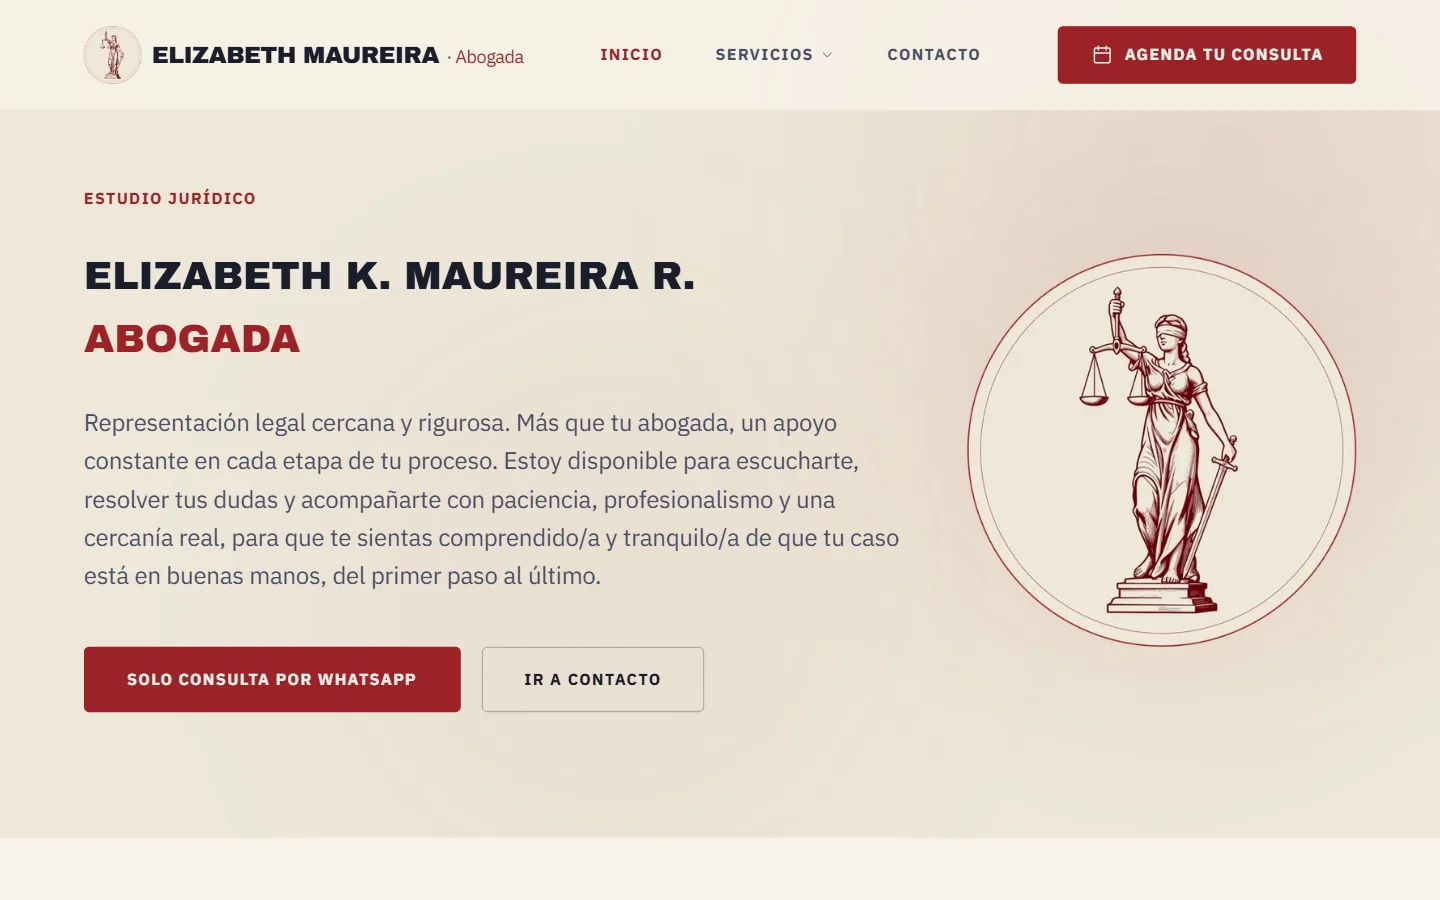 ELIZABETH MAUREIRA · Abogada
INICIO
SERVICIOS
CONTACTO
AGENDA TU CONSULTA
ESTUDIO JURÍDICO
ELIZABETH K. MAUREIRA R.
ABOGADA
Representación legal cercana y rigurosa. Más que tu abogada, un apoyo
constante en cada etapa de tu proceso. Estoy disponible para escucharte,
resolver tus dudas y acompañarte con paciencia, profesionalismo y una
cercanía real, para que te sientas comprendido/a y tranquilo/a de que tu caso
está en buenas manos, del primer paso al último.
SOLO CONSULTA POR WHATSAPP
IR A CONTACTO